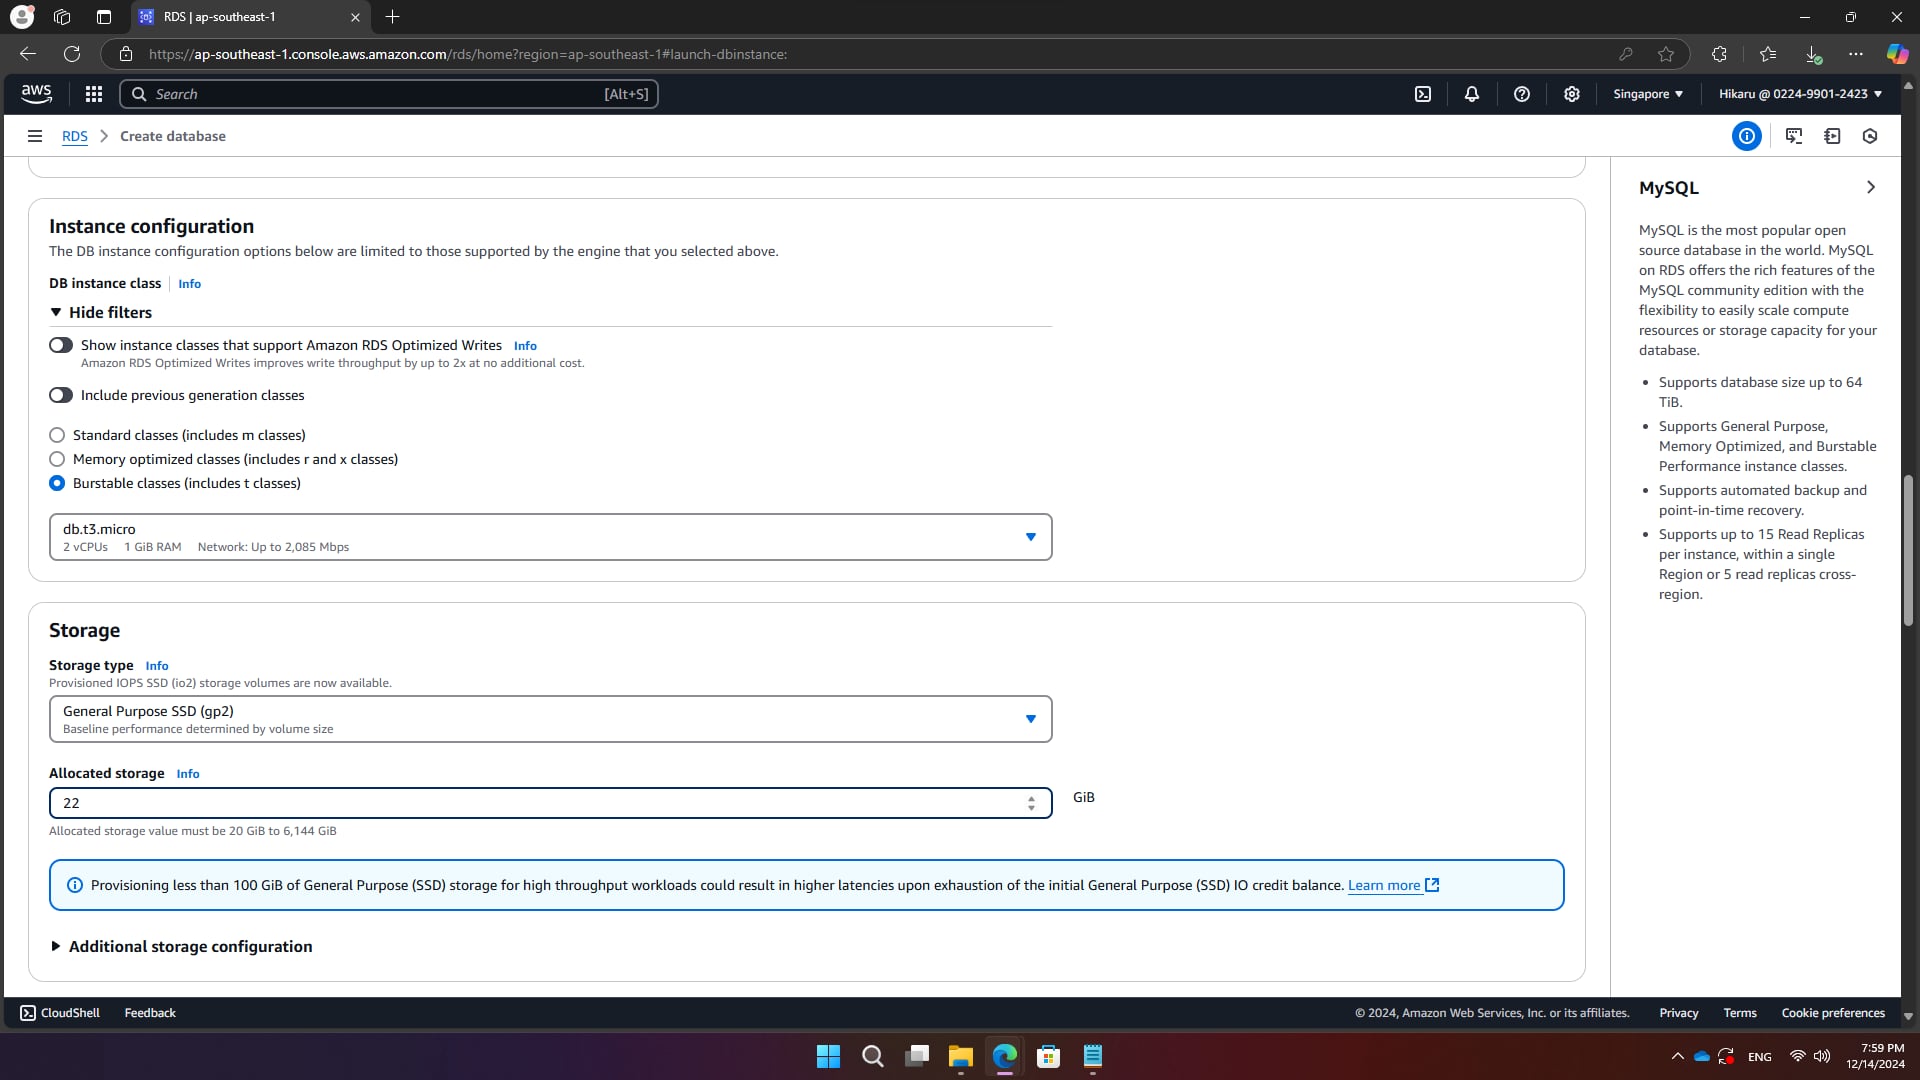 RDS | ap-southeast-1
https://ap-southeast-1.console.aws.amazon.com/rds/home?region=ap-southeast-1#launch-dbinstance:
aws
Search
[Alt+S]
Singapore
Hikaru @ 0224-9901-2423
RDS
Create database
Instance configuration
The DB instance configuration options below are limited to those supported by the engine that you selected above.
DB instance class
Info
Hide filters
Show instance classes that support Amazon RDS Optimized Writes
Info
Amazon RDS Optimized Writes improves write throughput by up to 2x at no additional cost.
Include previous generation classes
Standard classes (includes m classes)
Memory optimized classes (includes r and x classes)
Burstable classes (includes t classes)
db.t3.micro
2 vCPUs 1 GiB RAM Network: Up to 2,085 Mbps
Storage
Storage type
Info
Provisioned IOPS SSD (io2) storage volumes are now available.
General Purpose SSD (gp2)
Baseline performance determined by volume size
Allocated storage
Info
22
GiB
Allocated storage value must be 20 GiB to 6,144 GiB
Provisioning less than 100 GiB of General Purpose (SSD) storage for high throughput workloads could result in higher latencies upon exhaustion of the initial General Purpose (SSD) IO credit balance. Learn more
Additional storage configuration
MySQL
MySQL is the most popular open
source database in the world. MySQL
on RDS offers the rich features of the
MySQL community edition with the
flexibility to easily scale compute
resources or storage capacity for your
database.
• Supports database size up to 64
TiB.
• Supports General Purpose,
Memory Optimized, and Burstable
Performance instance classes.
• Supports automated backup and
point-in-time recovery.
• Supports up to 15 Read Replicas
per instance, within a single
Region or 5 read replicas cross-
region.
CloudShell
Feedback
© 2024, Amazon Web Services, Inc. or its affiliates.
Privacy
Terms
Cookie preferences
ENG
7:59 PM
12/14/2024